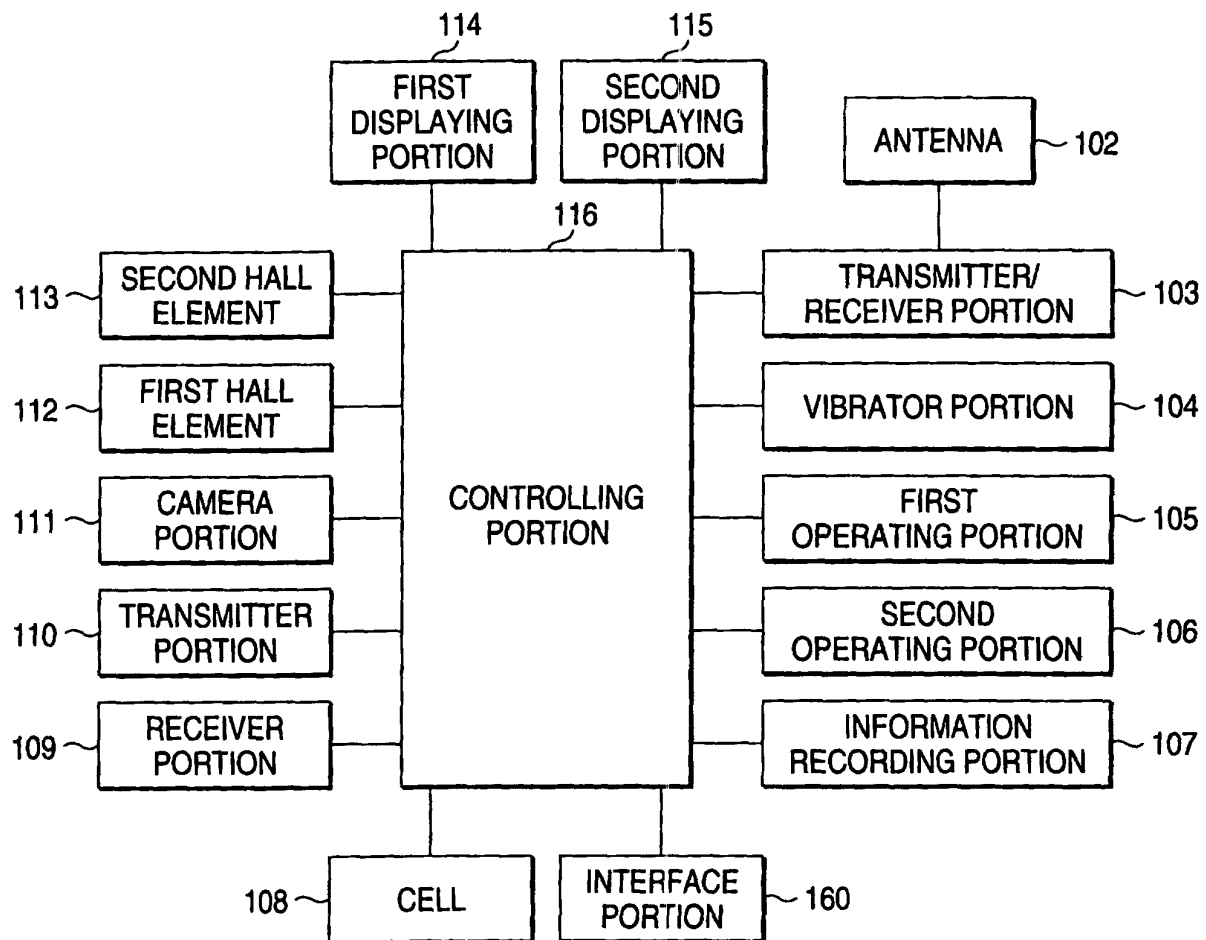 114
FIRST
DISPLAYING
PORTION
115
SECOND
DISPLAYING
PORTION
ANTENNA
102
116
CONTROLLING
PORTION
113
SECOND HALL
ELEMENT
112
FIRST HALL
ELEMENT
111
CAMERA
PORTION
110
TRANSMITTER
PORTION
109
RECEIVER
PORTION
TRANSMITTER/
RECEIVER PORTION
103
VIBRATOR PORTION
104
FIRST
OPERATING PORTION
105
SECOND
OPERATING PORTION
106
INFORMATION
RECORDING PORTION
107
108
CELL
INTERFACE
PORTION
160